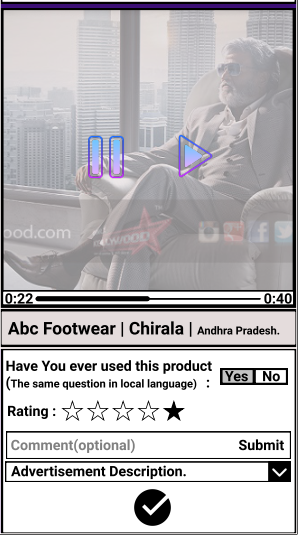 ood.com
0:22 0:40
Abc Footwear | Chirala | Andhra Pradesh.
Have You ever used this product
(The same question in local language) :
Yes No
Rating :
Comment(optional) Submit
Advertisement Description.